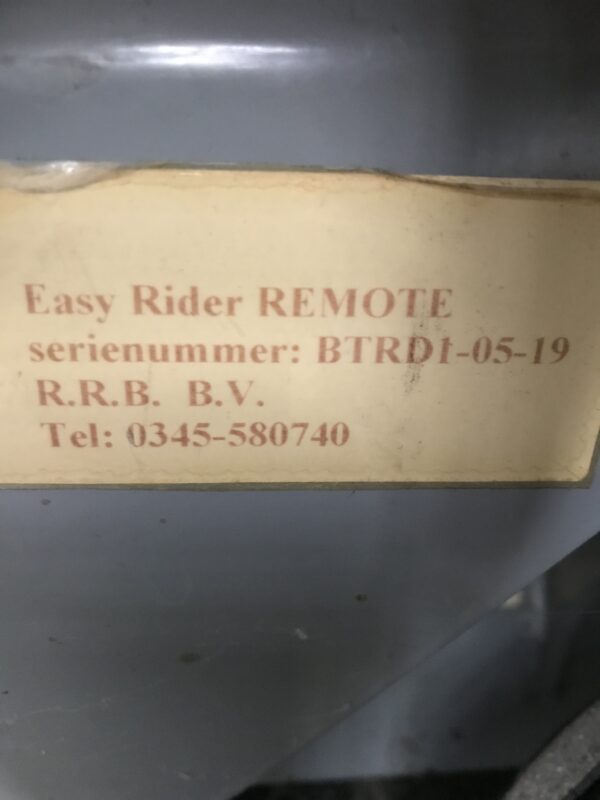 Easy Rider REMOTE
serienummer: BTRD1-05-19
R.R.B. B.V.
Tel: 0345-580740